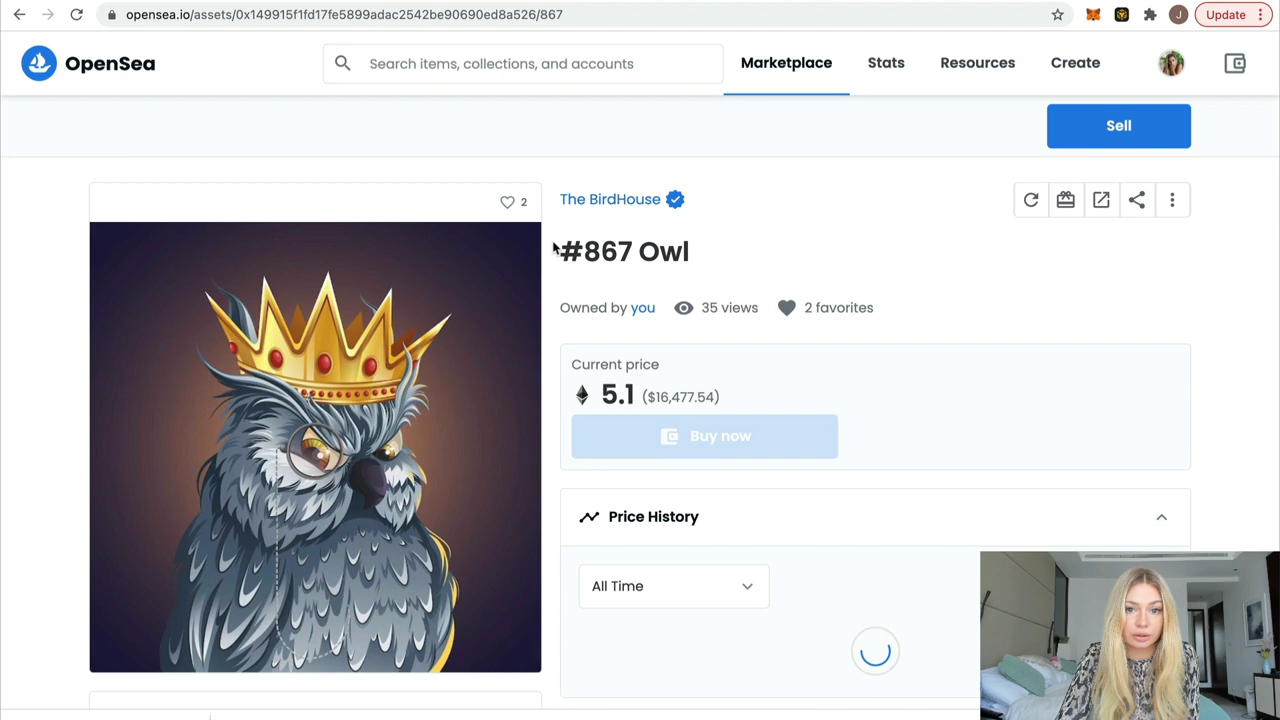 opensea.io/assets/0x149915f1fd17fe5899adac2542be90690ed8a526/867
J
Update
OpenSea
Search items, collections, and accounts
Marketplace
Stats
Resources
Create
Sell
2
The BirdHouse
#867 Owl
Owned by you
35 views
2 favorites
Current price
5.1 ($16,477.54)
Buy now
Price History
All Time